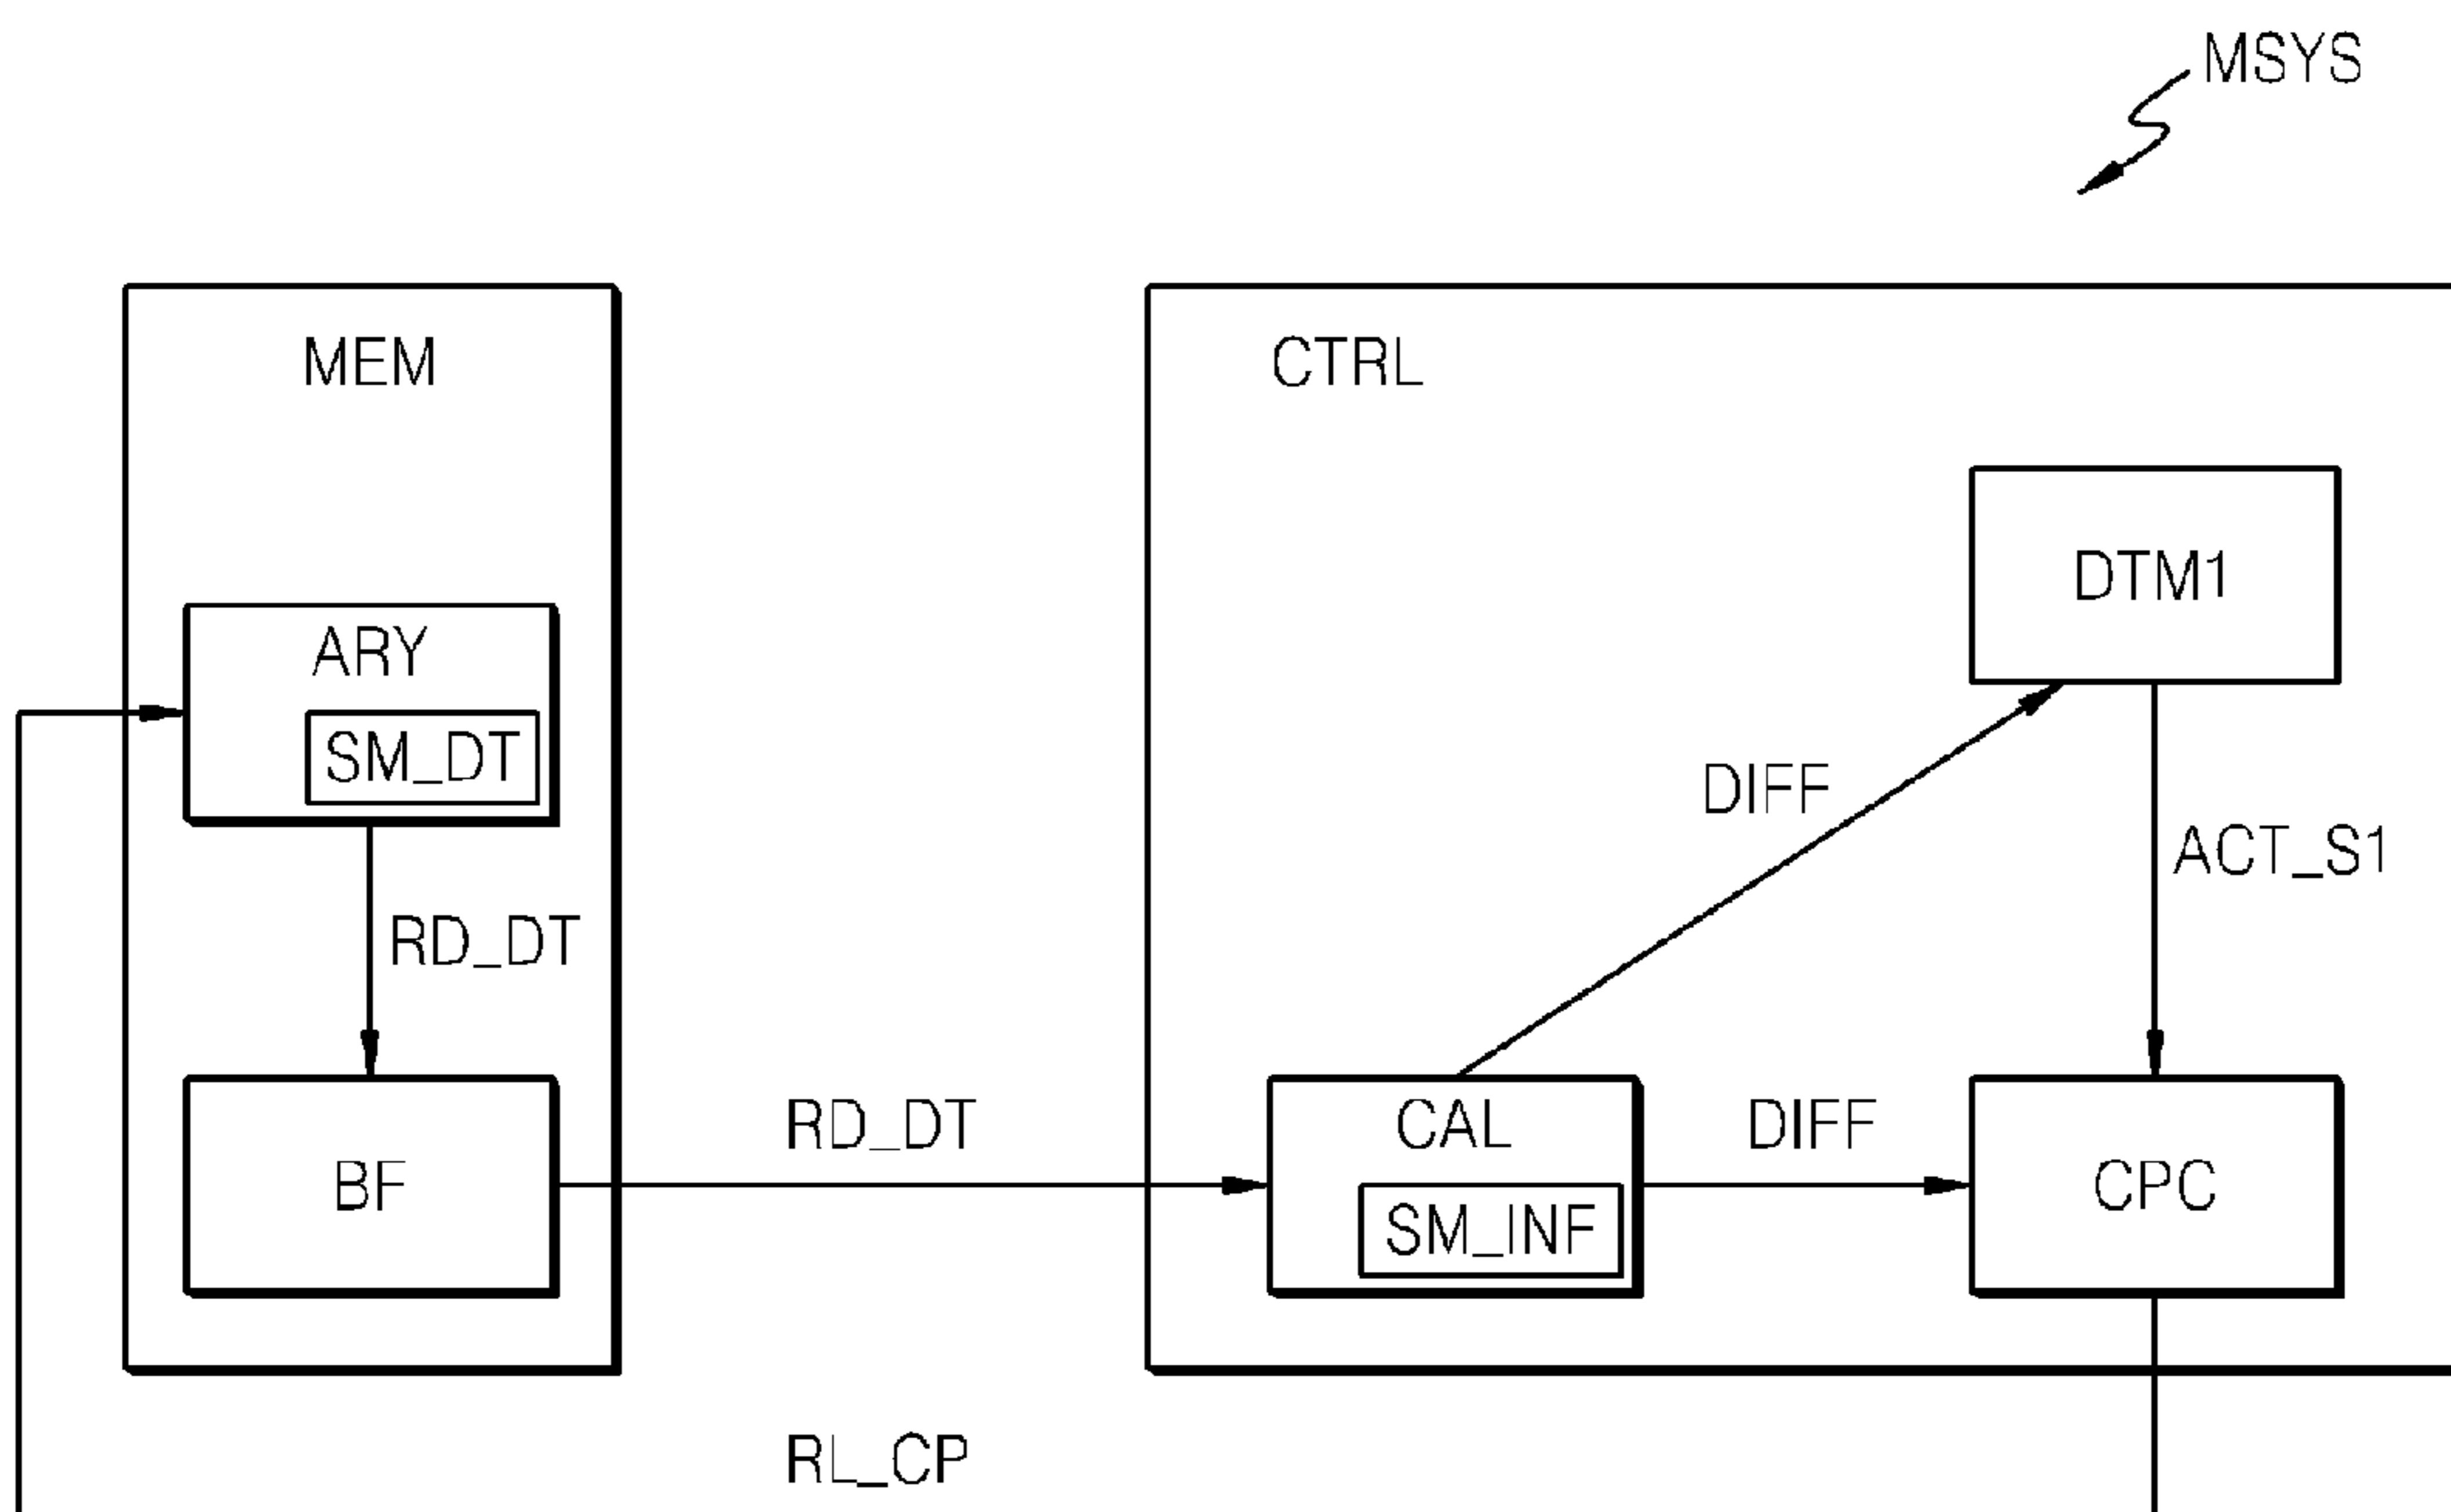 MSYS
MEM
CTRL
DTM1
ARY
SM_DT
DIFF
ACT_S1
RD_DT
RD_DT
CAL
DIFF
BF
CPC
SM_INF
RL_CP